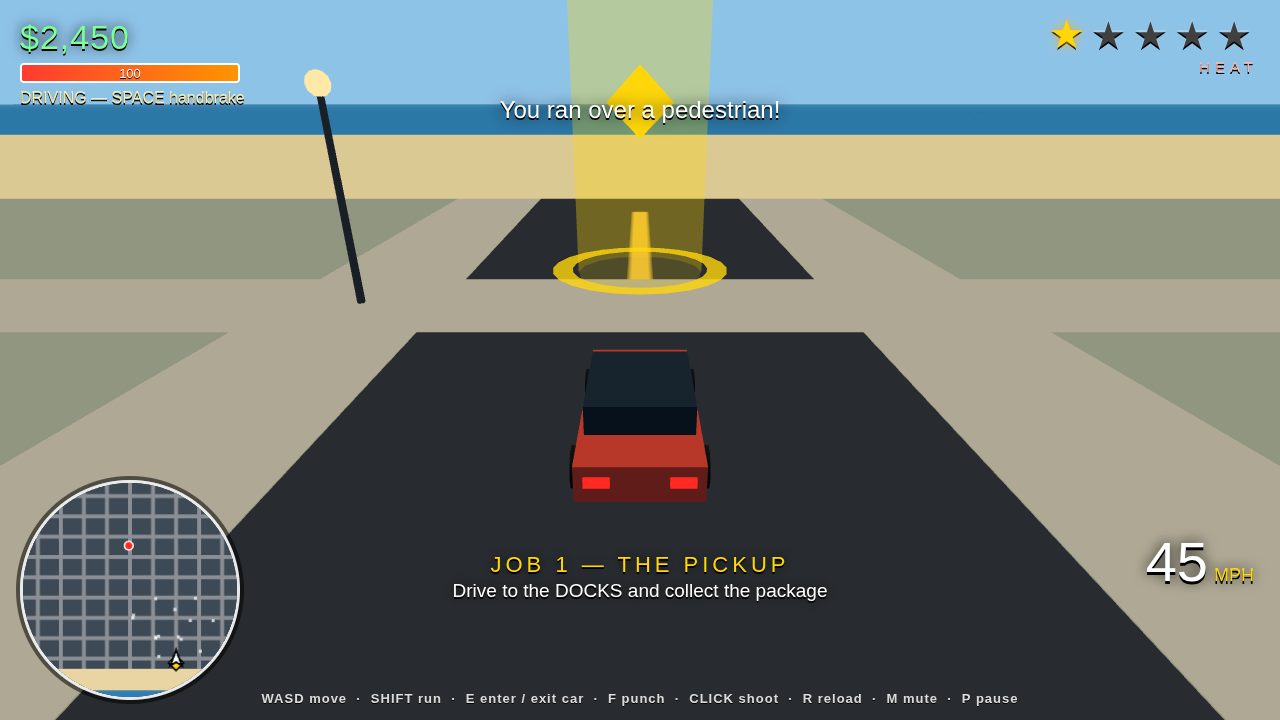 $2,450
100
DRIVING — SPACE handbrake
HEAT
You ran over a pedestrian!
JOB 1 — THE PICKUP
Drive to the DOCKS and collect the package
45 MPH
WASD move · SHIFT run · E enter / exit car · F punch · CLICK shoot · R reload · M mute · P pause